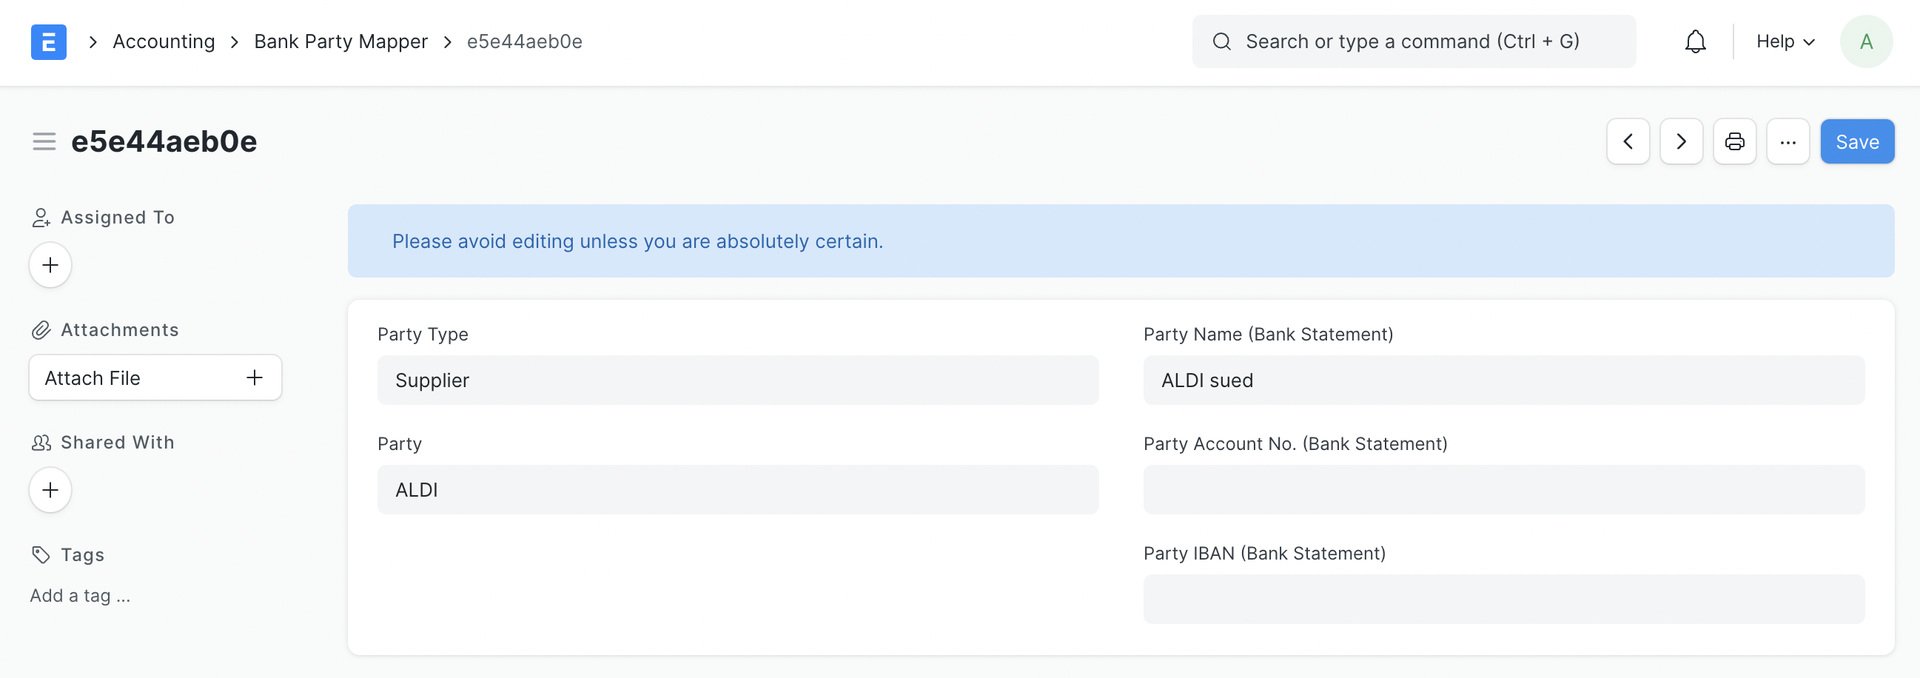 E Accounting Bank Party Mapper e5e44aeb0e Search or type a command (Ctrl + G) Help A
e5e44aeb0e Save
Assigned To
Please avoid editing unless you are absolutely certain.
Attachments
Attach File
Shared With
Tags
Add a tag ...
Party Type
Supplier
Party
ALDI
Party Name (Bank Statement)
ALDI sued
Party Account No. (Bank Statement)
Party IBAN (Bank Statement)